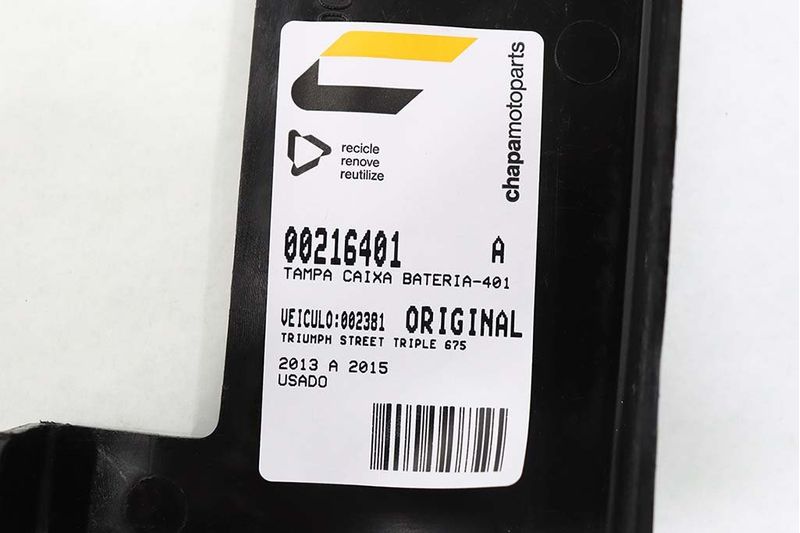 chapamotoparts
recicle
renove
reutilize
00216401 A
TAMPA CAIXA BATERIA-401
VEICULO:002381 ORIGINAL
TRIUMPH STREET TRIPLE 675
2013 A 2015
USADO